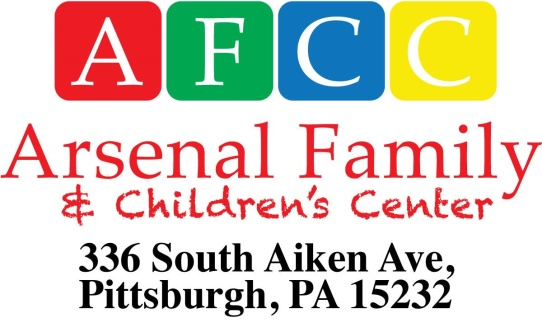 AFCC
Arsenal Family
& Children's Center
336 South Aiken Ave,
Pittsburgh, PA 15232